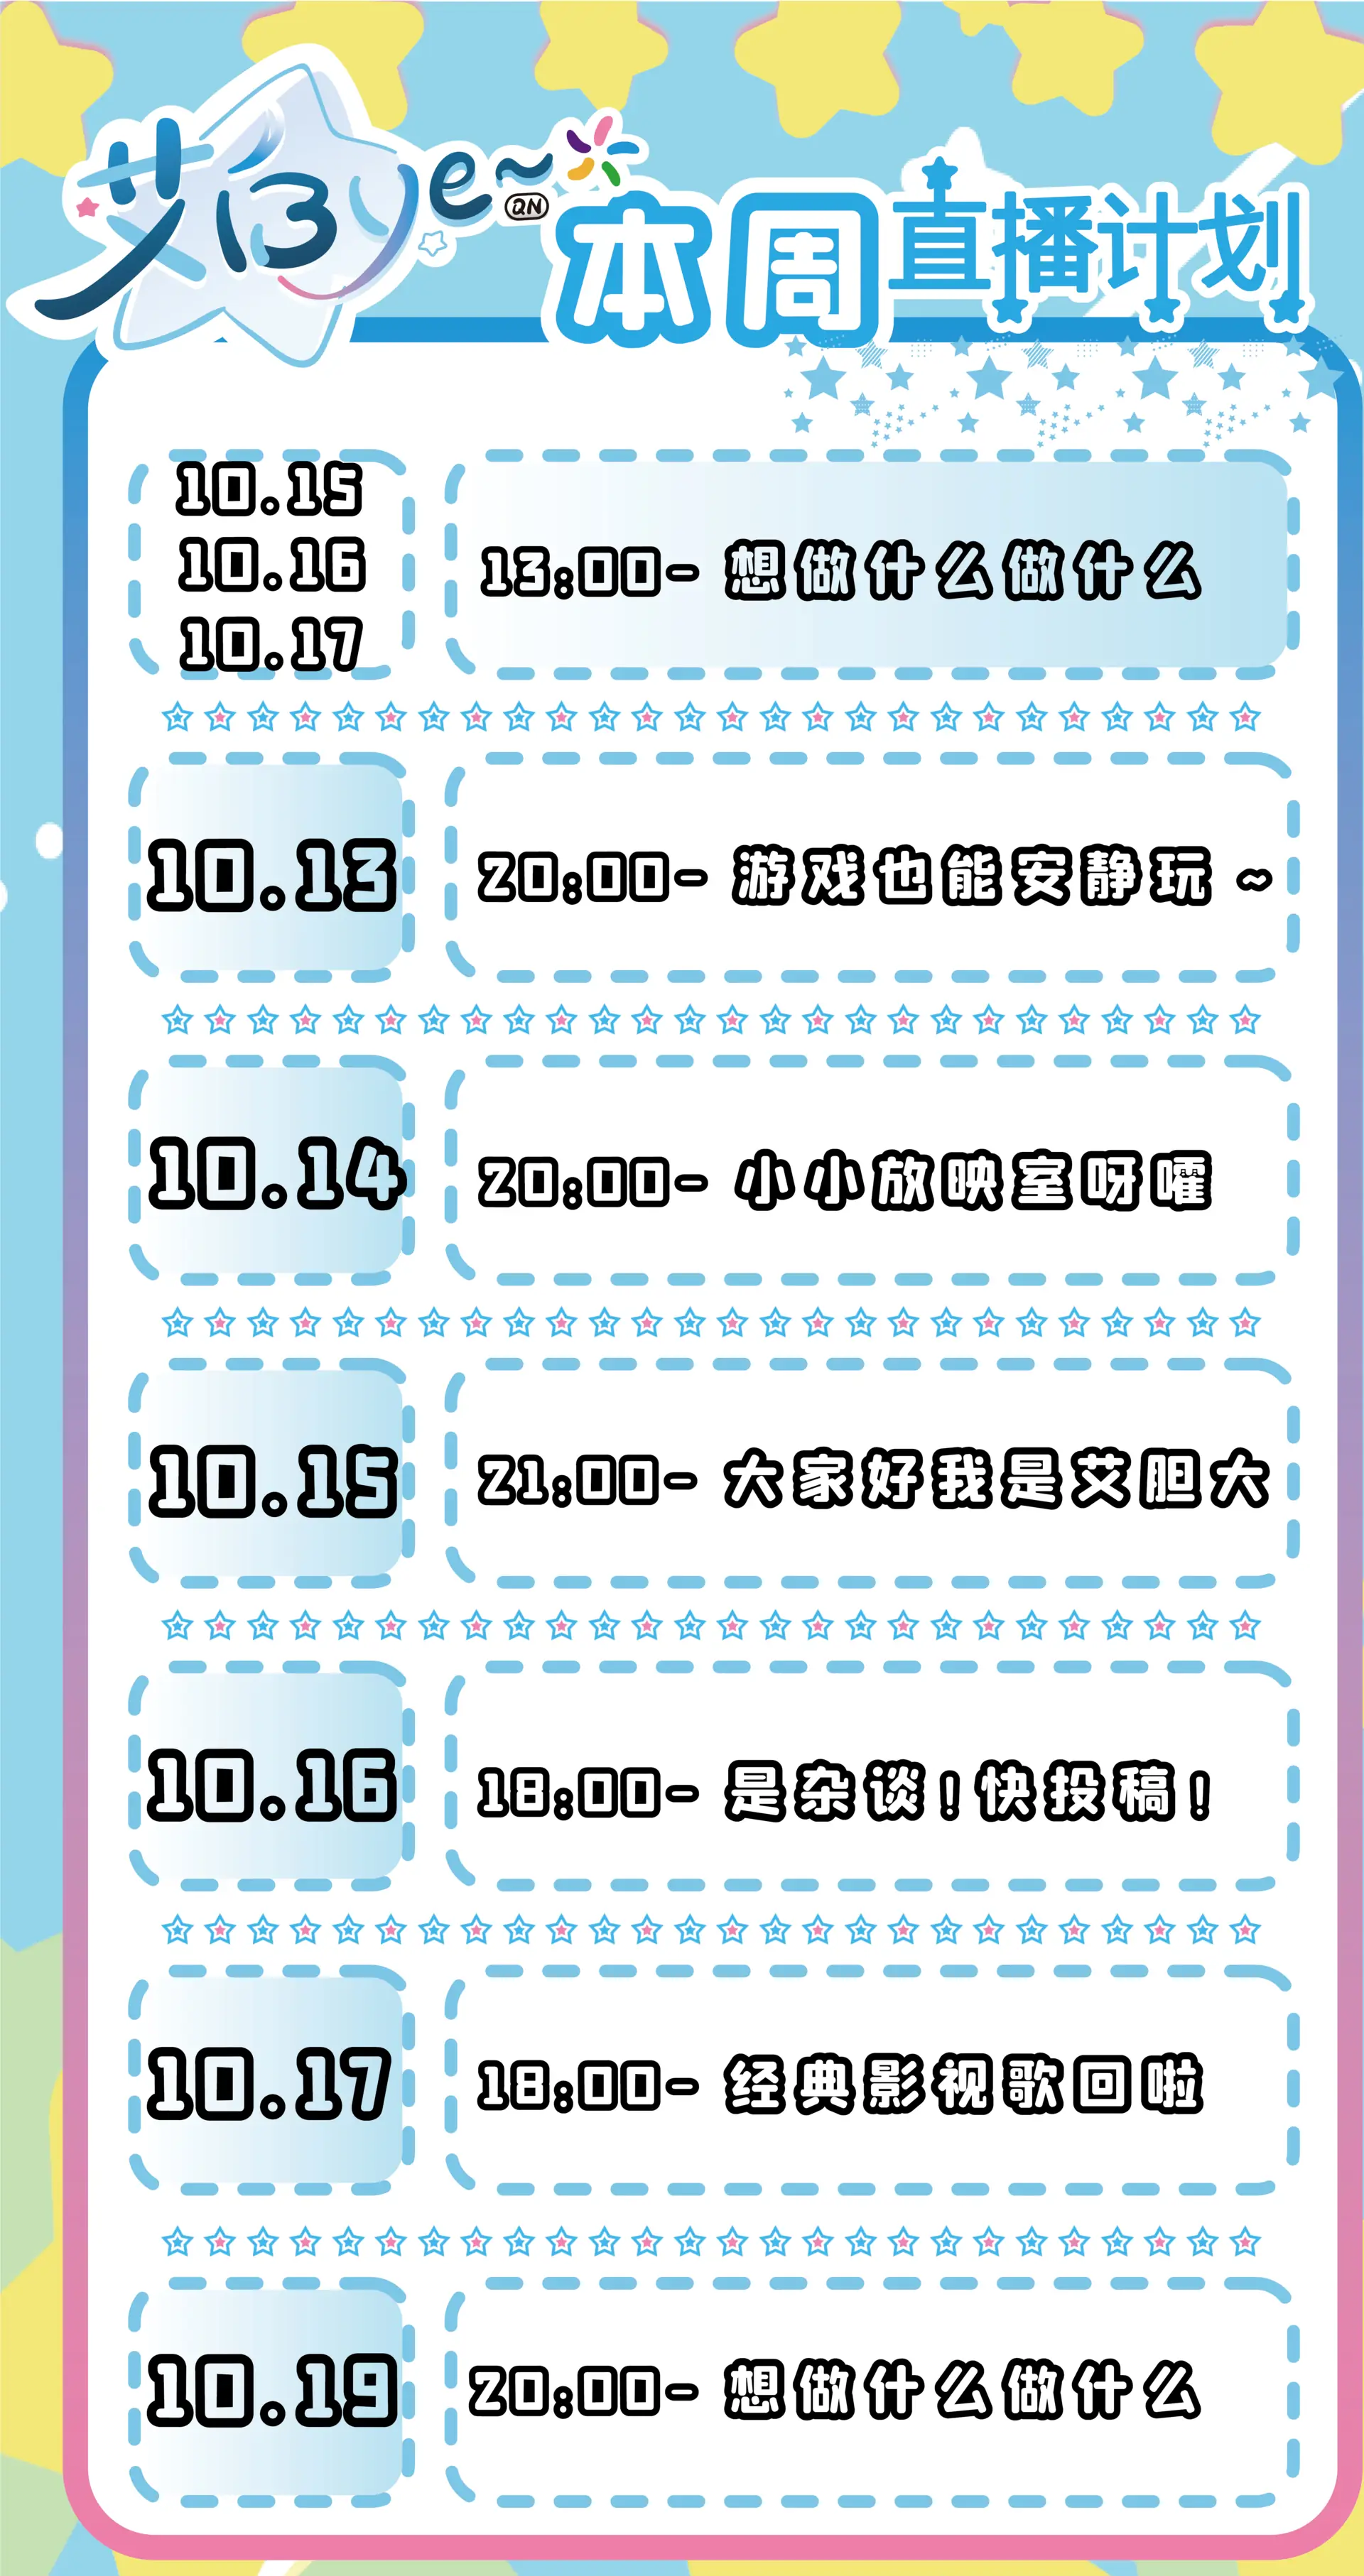 艾因ye~
QN
本周直播计划
10.15
10.16
10.17
13:00- 想做什么做什么
10.13
20:00- 游戏也能安静玩 ~
10.14
20:00- 小小放映室呀嚯
10.15
21:00- 大家好我是艾胆大
10.16
18:00- 是杂谈!快投稿!
10.17
18:00- 经典影视歌回啦
10.19
20:00- 想做什么做什么